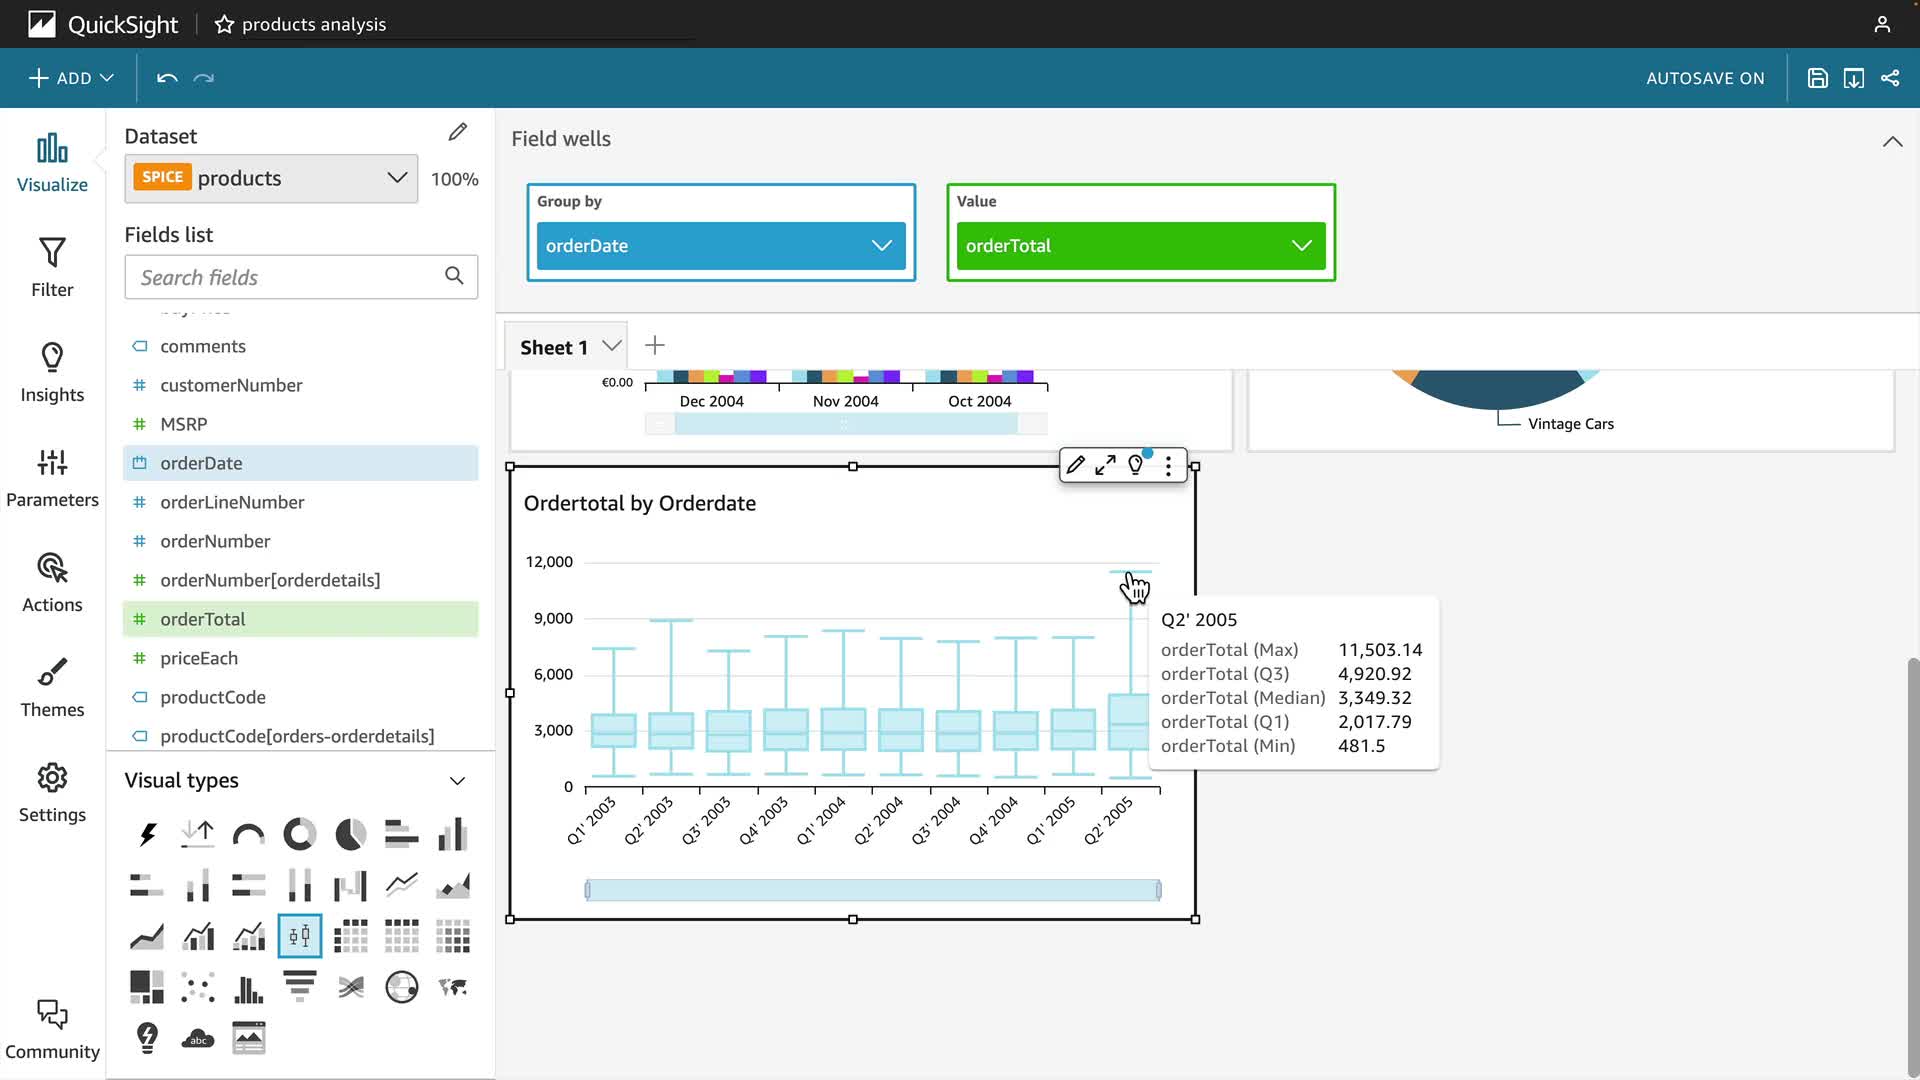 QuickSight
products analysis
ADD
AUTOSAVE ON
Visualize
Filter
Insights
Parameters
Actions
Themes
Settings
Community
Dataset
SPICE products
100%
Fields list
Search fields
comments
customerNumber
MSRP
orderDate
orderLineNumber
orderNumber
orderNumber[orderdetails]
orderTotal
priceEach
productCode
productCode[orders-orderdetails]
Visual types
abc
Field wells
Group by
orderDate
Value
orderTotal
Sheet 1
€0.00
Dec 2004
Nov 2004
Oct 2004
Vintage Cars
Ordertotal by Orderdate
12,000
9,000
6,000
3,000
0
Q1' 2003
Q2' 2003
Q3' 2003
Q4' 2003
Q1' 2004
Q2' 2004
Q3' 2004
Q4' 2004
Q1' 2005
Q2' 2005
Q2' 2005
orderTotal (Max) 11,503.14
orderTotal (Q3) 4,920.92
orderTotal (Median) 3,349.32
orderTotal (Q1) 2,017.79
orderTotal (Min) 481.5